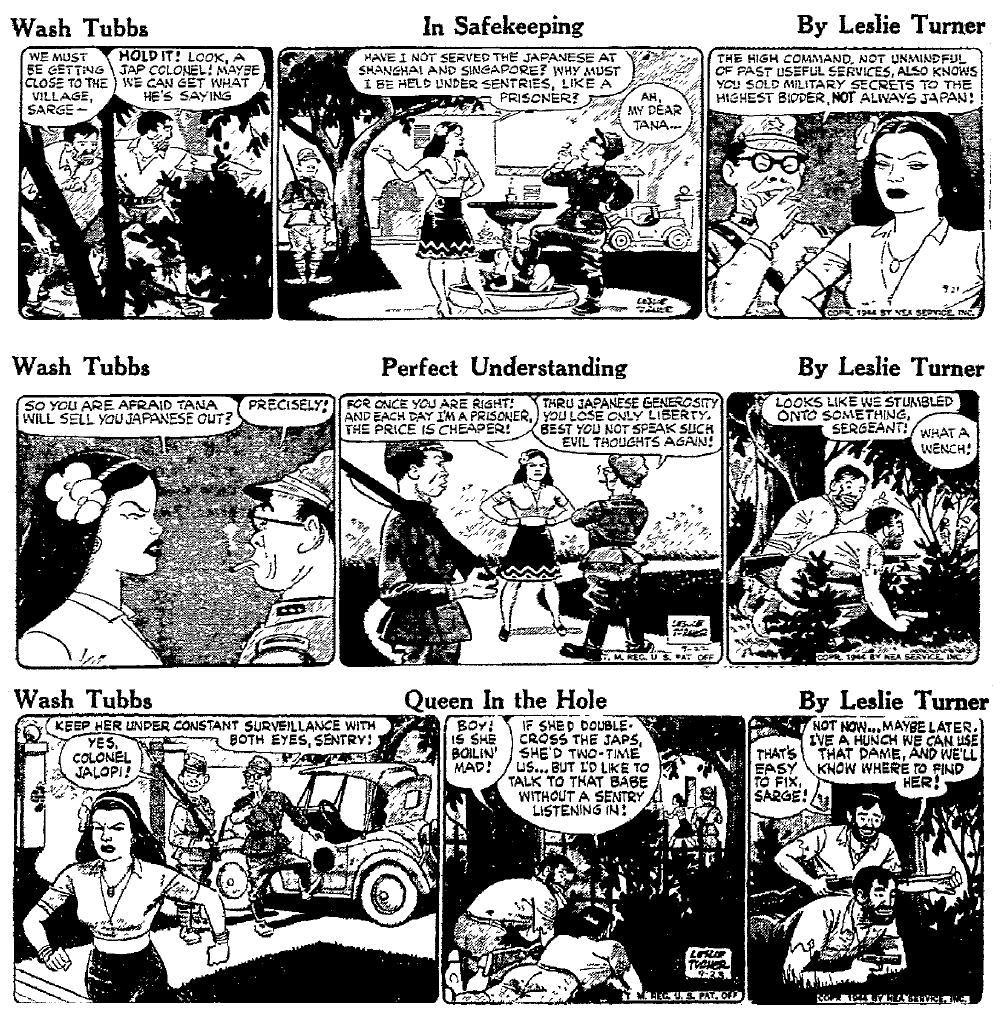 Wash Tubbs
In Safekeeping
By Leslie Turner
WE MUST
BE GETTING
CLOSE TO THE
VILLAGE,
SARGE—
HOLD IT! LOOK, A
JAP COLONEL! MAYBE
WE CAN GET WHAT
HE'S SAYING
HAVE I NOT SERVED THE JAPANESE AT
SHANGHAI AND SINGAPORE? WHY MUST
I BE HELD UNDER SENTRIES, LIKE A
PRISONER?
AH,
MY DEAR
TANA...
LESLIE
TURNER
THE HIGH COMMAND, NOT UNMINDFUL
OF PAST USEFUL SERVICES, ALSO KNOWS
YOU SOLD MILITARY SECRETS TO THE
HIGHEST BIDDER, NOT ALWAYS JAPAN!
9-21
COPR. 1944 BY NEA SERVICE, INC.
Wash Tubbs
Perfect Understanding
By Leslie Turner
SO YOU ARE AFRAID TANA
WILL SELL YOU JAPANESE OUT?
PRECISELY!
FOR ONCE YOU ARE RIGHT!
AND EACH DAY I'M A PRISONER,
THE PRICE IS CHEAPER!
THRU JAPANESE GENEROSITY
YOU LOSE ONLY LIBERTY.
BEST YOU NOT SPEAK SUCH
EVIL THOUGHTS AGAIN!
LESLIE
TURNER
9-22
T. M. REG. U. S. PAT. OFF
LOOKS LIKE WE STUMBLED
ONTO SOMETHING,
SERGEANT!
WHAT A
WENCH!
COPR. 1944 BY NEA SERVICE, INC.
Wash Tubbs
Queen In the Hole
By Leslie Turner
KEEP HER UNDER CONSTANT SURVEILLANCE WITH
BOTH EYES, SENTRY!
YES,
COLONEL
JALOPI!
BOY!
IS SHE
BOILIN'
MAD!
IF SHE'D DOUBLE-
CROSS THE JAPS,
SHE'D TWO-TIME
US... BUT I'D LIKE TO
TALK TO THAT BABE
WITHOUT A SENTRY
LISTENING IN!
LESLIE
TURNER
9-23
T. M. REG. U. S. PAT. OFF
THAT'S
EASY
TO FIX,
SARGE!
NOT NOW... MAYBE LATER.
I'VE A HUNCH WE CAN USE
THAT DAME, AND WE'LL
KNOW WHERE TO FIND
HER!
COPR. 1944 BY NEA SERVICE, INC.